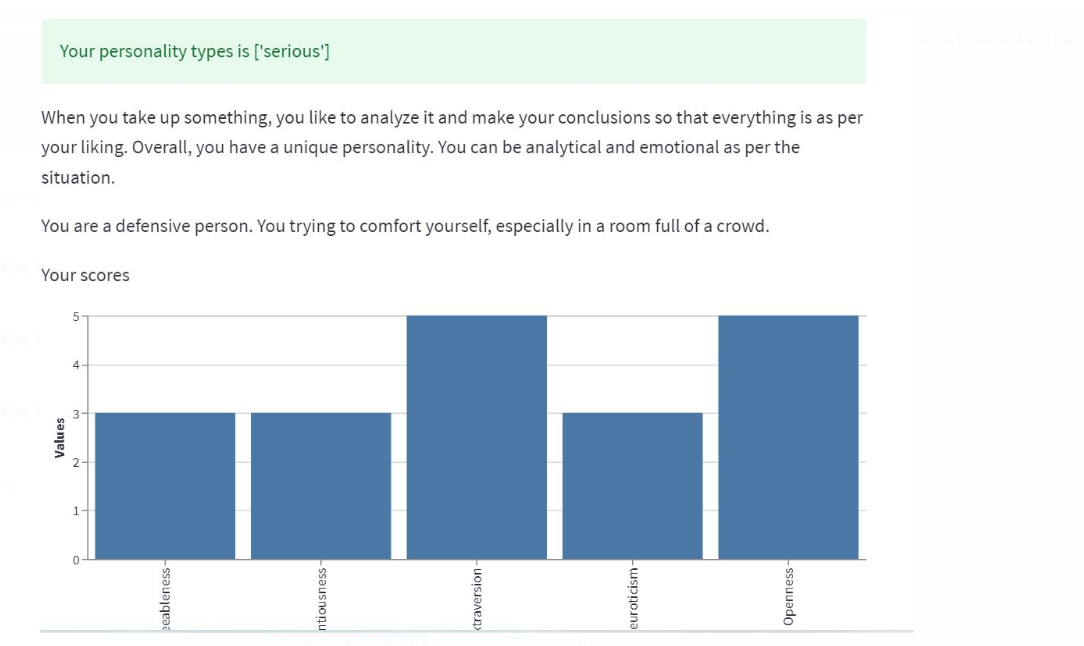 Your personality types is ['serious']
When you take up something, you like to analyze it and make your conclusions so that everything is as per
your liking. Overall, you have a unique personality. You can be analytical and emotional as per the
situation.
You are a defensive person. You trying to comfort yourself, especially in a room full of a crowd.
Your scores
5
4
3
2
1
0
Values
eeableness
ntiousness
traversion
euroticism
Openness